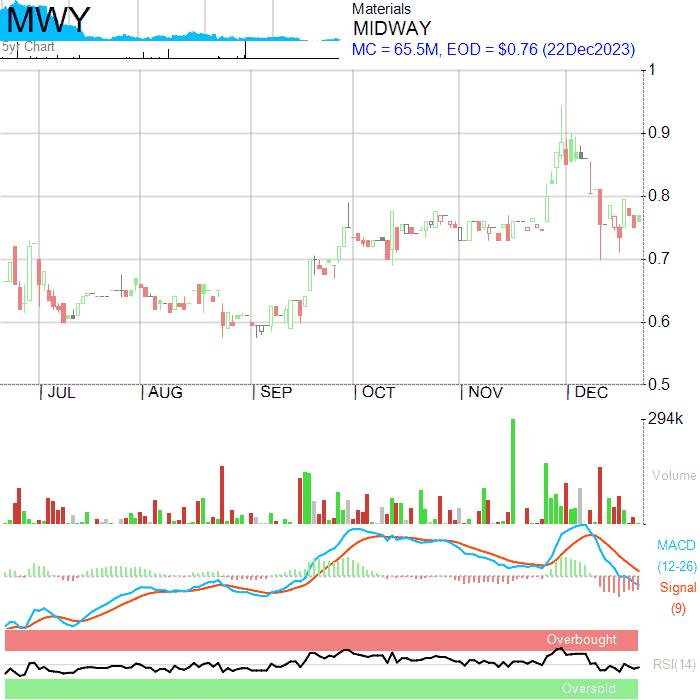 MWY
5yr Chart
Materials
MIDWAY
MC = 65.5M, EOD = $0.76 (22Dec2023)
1
0.9
0.8
0.7
0.6
0.5
JUL AUG SEP OCT NOV DEC
294k
Volume
MACD
(12-26)
Signal
(9)
Overbought
RSI(14)
Oversold